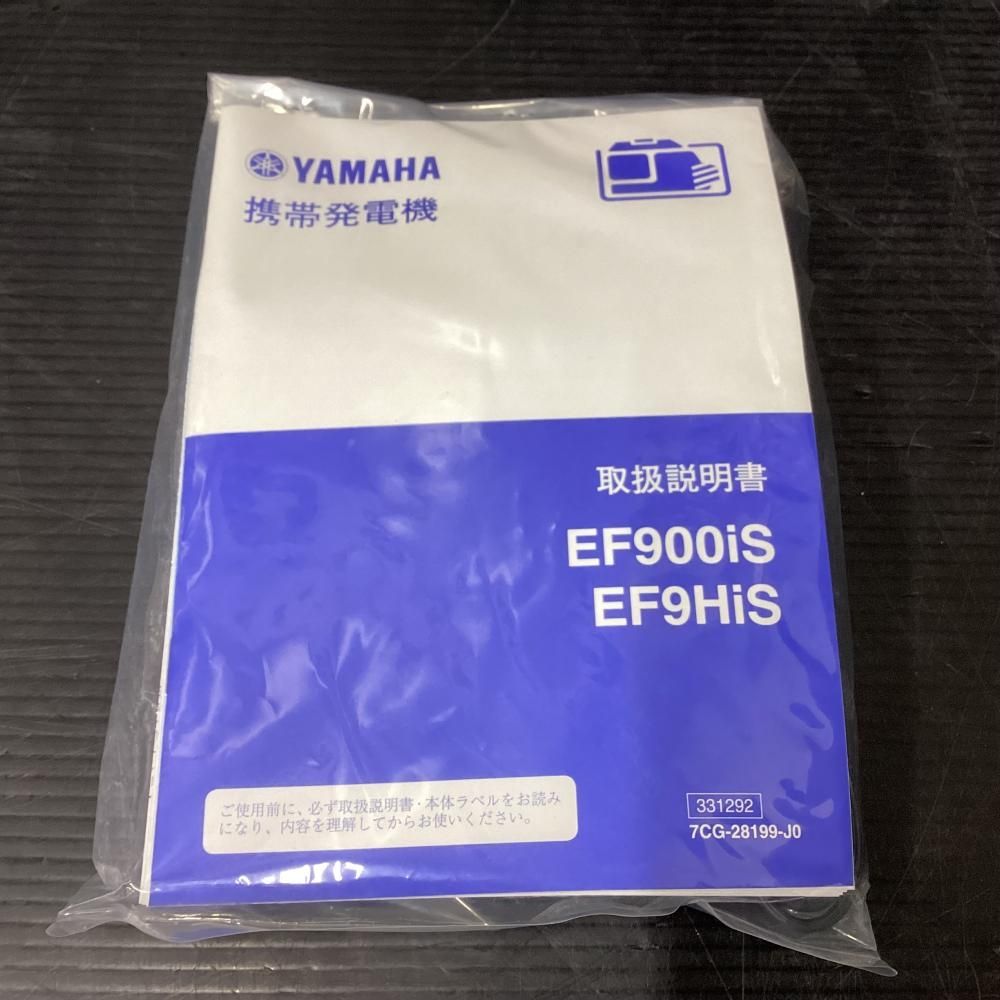 YAMAHA
携帯発電機
取扱説明書
EF900iS
EF9HiS
ご使用前に、必ず取扱説明書・本体ラベルをお読み
になり、内容を理解してからお使いください。
331292
7CG-28199-J0